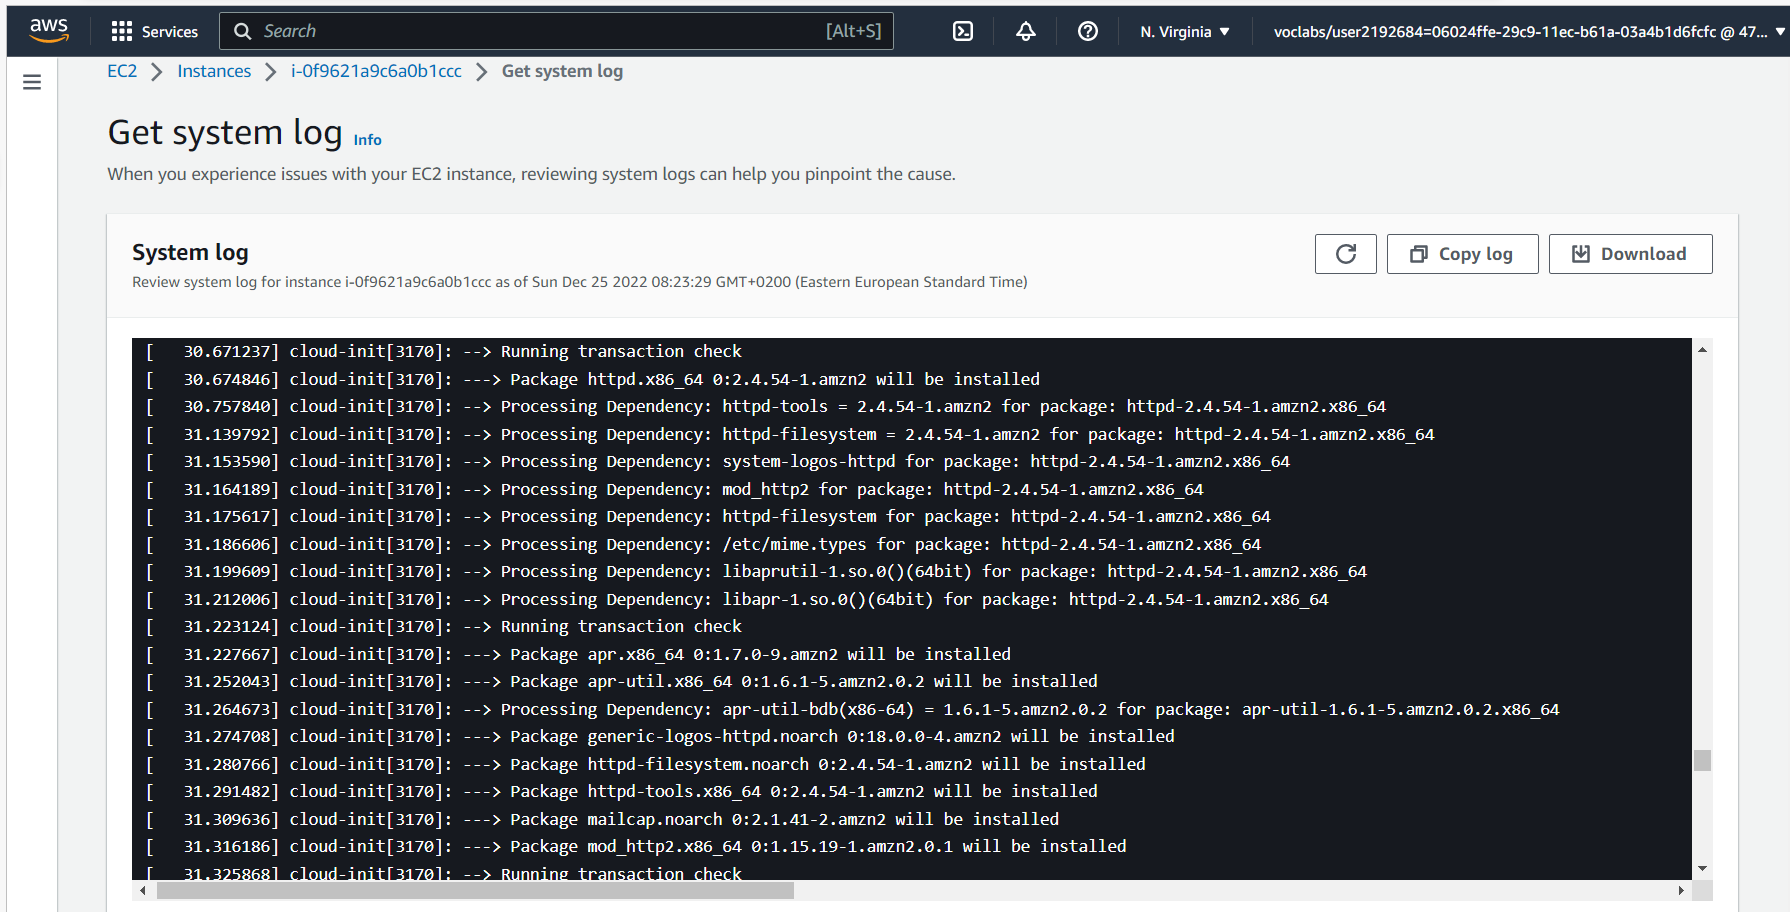 aws
Services
Search [Alt+S]
N. Virginia
voclabs/user2192684=06024ffe-29c9-11ec-b61a-03a4b1d6fcfc @ 47...
EC2 > Instances > i-0f9621a9c6a0b1ccc > Get system log
Get system log Info
When you experience issues with your EC2 instance, reviewing system logs can help you pinpoint the cause.
System log
Copy log
Download
Review system log for instance i-0f9621a9c6a0b1ccc as of Sun Dec 25 2022 08:23:29 GMT+0200 (Eastern European Standard Time)
[   30.671237] cloud-init[3170]: --> Running transaction check
[   30.674846] cloud-init[3170]: ---> Package httpd.x86_64 0:2.4.54-1.amzn2 will be installed
[   30.757840] cloud-init[3170]: --> Processing Dependency: httpd-tools = 2.4.54-1.amzn2 for package: httpd-2.4.54-1.amzn2.x86_64
[   31.139792] cloud-init[3170]: --> Processing Dependency: httpd-filesystem = 2.4.54-1.amzn2 for package: httpd-2.4.54-1.amzn2.x86_64
[   31.153590] cloud-init[3170]: --> Processing Dependency: system-logos-httpd for package: httpd-2.4.54-1.amzn2.x86_64
[   31.164189] cloud-init[3170]: --> Processing Dependency: mod_http2 for package: httpd-2.4.54-1.amzn2.x86_64
[   31.175617] cloud-init[3170]: --> Processing Dependency: httpd-filesystem for package: httpd-2.4.54-1.amzn2.x86_64
[   31.186606] cloud-init[3170]: --> Processing Dependency: /etc/mime.types for package: httpd-2.4.54-1.amzn2.x86_64
[   31.199609] cloud-init[3170]: --> Processing Dependency: libaprutil-1.so.0()(64bit) for package: httpd-2.4.54-1.amzn2.x86_64
[   31.212006] cloud-init[3170]: --> Processing Dependency: libapr-1.so.0()(64bit) for package: httpd-2.4.54-1.amzn2.x86_64
[   31.223124] cloud-init[3170]: --> Running transaction check
[   31.227667] cloud-init[3170]: ---> Package apr.x86_64 0:1.7.0-9.amzn2 will be installed
[   31.252043] cloud-init[3170]: ---> Package apr-util.x86_64 0:1.6.1-5.amzn2.0.2 will be installed
[   31.264673] cloud-init[3170]: --> Processing Dependency: apr-util-bdb(x86-64) = 1.6.1-5.amzn2.0.2 for package: apr-util-1.6.1-5.amzn2.0.2.x86_64
[   31.274708] cloud-init[3170]: ---> Package generic-logos-httpd.noarch 0:18.0.0-4.amzn2 will be installed
[   31.280766] cloud-init[3170]: ---> Package httpd-filesystem.noarch 0:2.4.54-1.amzn2 will be installed
[   31.291482] cloud-init[3170]: ---> Package httpd-tools.x86_64 0:2.4.54-1.amzn2 will be installed
[   31.309636] cloud-init[3170]: ---> Package mailcap.noarch 0:2.1.41-2.amzn2 will be installed
[   31.316186] cloud-init[3170]: ---> Package mod_http2.x86_64 0:1.15.19-1.amzn2.0.1 will be installed
[   31.325868] cloud-init[3170]: --> Running transaction check